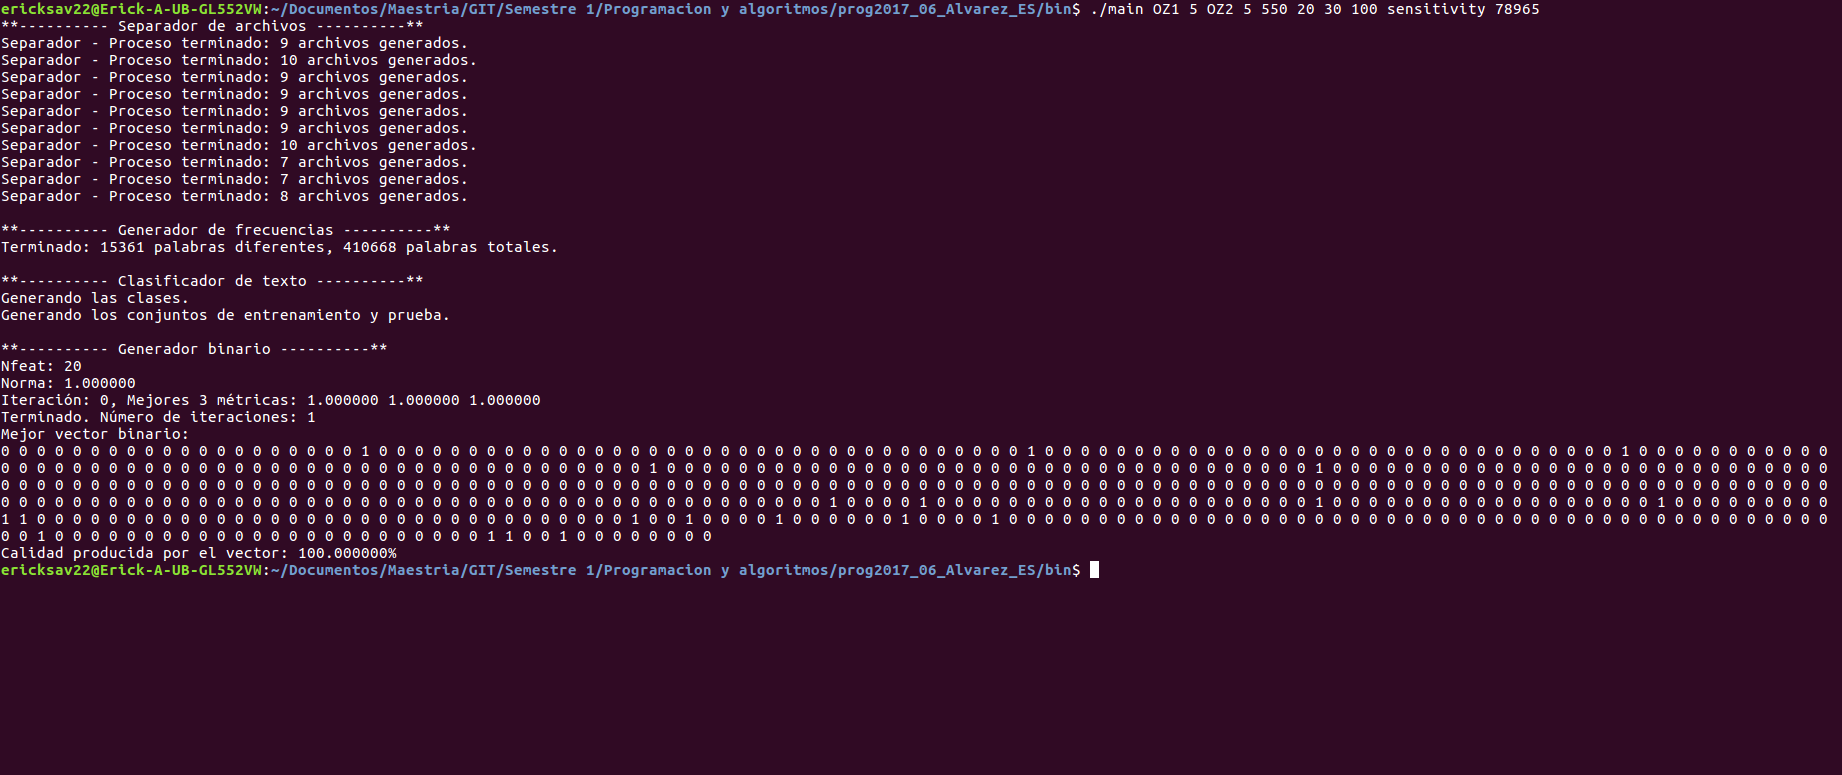 ericksav22@Erick-A-UB-GL552VW:~/Documentos/Maestria/GIT/Semestre 1/Programacion y algoritmos/prog2017_06_Alvarez_ES/bin$ ./main OZ1 5 OZ2 5 550 20 30 100 sensitivity 78965
**---------- Separador de archivos ----------**
Separador - Proceso terminado: 9 archivos generados.
Separador - Proceso terminado: 10 archivos generados.
Separador - Proceso terminado: 9 archivos generados.
Separador - Proceso terminado: 9 archivos generados.
Separador - Proceso terminado: 9 archivos generados.
Separador - Proceso terminado: 9 archivos generados.
Separador - Proceso terminado: 10 archivos generados.
Separador - Proceso terminado: 7 archivos generados.
Separador - Proceso terminado: 7 archivos generados.
Separador - Proceso terminado: 8 archivos generados.
**---------- Generador de frecuencias ----------**
Terminado: 15361 palabras diferentes, 410668 palabras totales.
**---------- Clasificador de texto ----------**
Generando las clases.
Generando los conjuntos de entrenamiento y prueba.
**---------- Generador binario ----------**
Nfeat: 20
Norma: 1.000000
Iteración: 0, Mejores 3 métricas: 1.000000 1.000000 1.000000
Terminado. Número de iteraciones: 1
Mejor vector binario:
0 0 0 0 0 0 0 0 0 0 0 0 0 0 0 0 0 0 0 0 1 0 0 0 0 0 0 0 0 0 0 0 0 0 0 0 0 0 0 0 0 0 0 0 0 0 0 0 0 0 0 0 0 0 0 0 0 1 0 0 0 0 0 0 0 0 0 0 0 0 0 0 0 0 0 0 0 0 0 0 0 0 0 0 0 0 0 0 0 0 1 0 0 0 0 0 0 0 0 0 0 0
0 0 0 0 0 0 0 0 0 0 0 0 0 0 0 0 0 0 0 0 0 0 0 0 0 0 0 0 0 0 0 0 0 0 0 0 1 0 0 0 0 0 0 0 0 0 0 0 0 0 0 0 0 0 0 0 0 0 0 0 0 0 0 0 0 0 0 0 0 0 0 0 0 1 0 0 0 0 0 0 0 0 0 0 0 0 0 0 0 0 0 0 0 0 0 0 0 0 0 0 0 0
0 0 0 0 0 0 0 0 0 0 0 0 0 0 0 0 0 0 0 0 0 0 0 0 0 0 0 0 0 0 0 0 0 0 0 0 0 0 0 0 0 0 0 0 0 0 0 0 0 0 0 0 0 0 0 0 0 0 0 0 0 0 0 0 0 0 0 0 0 0 0 0 0 0 0 0 0 0 0 0 0 0 0 0 0 0 0 0 0 0 0 0 0 0 0 0 0 0 0 0 0 0
0 0 0 0 0 0 0 0 0 0 0 0 0 0 0 0 0 0 0 0 0 0 0 0 0 0 0 0 0 0 0 0 0 0 0 0 0 0 0 0 0 0 0 0 0 0 1 0 0 0 0 1 0 0 0 0 0 0 0 0 0 0 0 0 0 0 0 0 0 0 0 0 0 1 0 0 0 0 0 0 0 0 0 0 0 0 0 0 0 0 0 0 1 0 0 0 0 0 0 0 0 0
1 1 0 0 0 0 0 0 0 0 0 0 0 0 0 0 0 0 0 0 0 0 0 0 0 0 0 0 0 0 0 0 0 0 0 1 0 0 1 0 0 0 0 1 0 0 0 0 0 0 1 0 0 0 0 1 0 0 0 0 0 0 0 0 0 0 0 0 0 0 0 0 0 0 0 0 0 0 0 0 0 0 0 0 0 0 0 0 0 0 0 0 0 0 0 0 0 0 0 0 0 0
0 0 1 0 0 0 0 0 0 0 0 0 0 0 0 0 0 0 0 0 0 0 0 0 0 0 0 1 1 0 0 1 0 0 0 0 0 0 0 0
Calidad producida por el vector: 100.000000%
ericksav22@Erick-A-UB-GL552VW:~/Documentos/Maestria/GIT/Semestre 1/Programacion y algoritmos/prog2017_06_Alvarez_ES/bin$